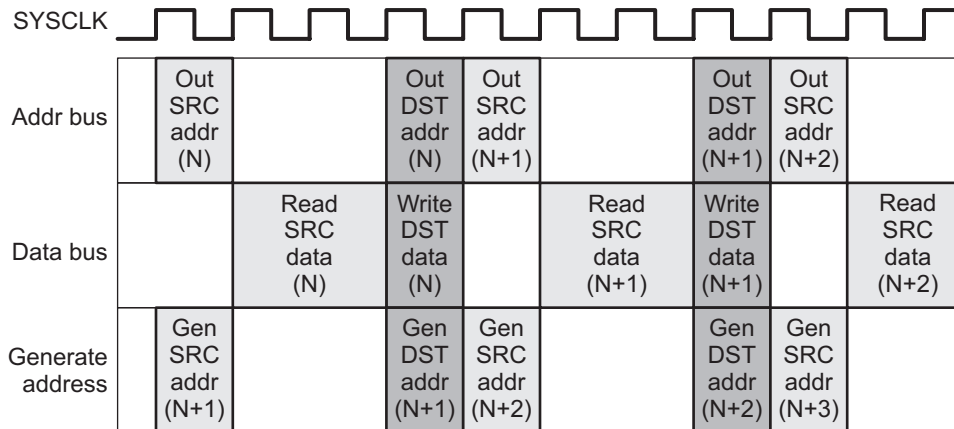 SYSCLK
Addr bus
Out
SRC
addr
(N)
Out
DST
addr
(N)
Out
SRC
addr
(N+1)
Out
DST
addr
(N+1)
Out
SRC
addr
(N+2)
Data bus
Read
SRC
data
(N)
Write
DST
data
(N)
Read
SRC
data
(N+1)
Write
DST
data
(N+1)
Read
SRC
data
(N+2)
Generate
address
Gen
SRC
addr
(N+1)
Gen
DST
addr
(N+1)
Gen
SRC
addr
(N+2)
Gen
DST
addr
(N+2)
Gen
SRC
addr
(N+3)